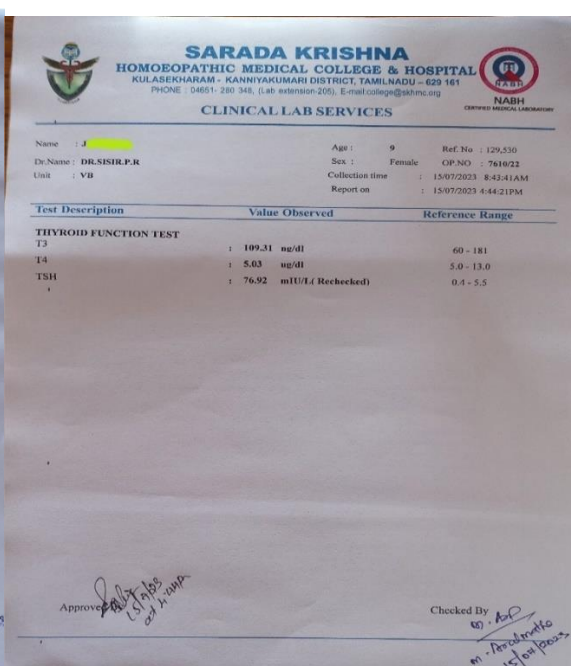 SARADA KRISHNA
HOMOEOPATHIC MEDICAL COLLEGE & HOSPITAL
KULASEKHARAM - KANNIYAKUMARI DISTRICT, TAMILNADU - 629 161
PHONE : 04651- 280 348, (Lab extension-205), E-mail:college@skhmc.org
NABH
CERTIFIED MEDICAL LABORATORY
CLINICAL LAB SERVICES
Name : J
Age : 9 Ref. No : 129,530
Dr.Name : DR.SISIR.P.R Sex : Female OP.NO : 7610/22
Unit : VB Collection time : 15/07/2023 8:43:41AM
Report on : 15/07/2023 4:44:21PM
Test Description Value Observed Reference Range
THYROID FUNCTION TEST
T3 : 109.31 ng/dl 60 - 181
T4 : 5.03 ug/dl 5.0 - 13.0
TSH : 76.92 mIU/L( Rechecked) 0.4 - 5.5
Approved
Checked By